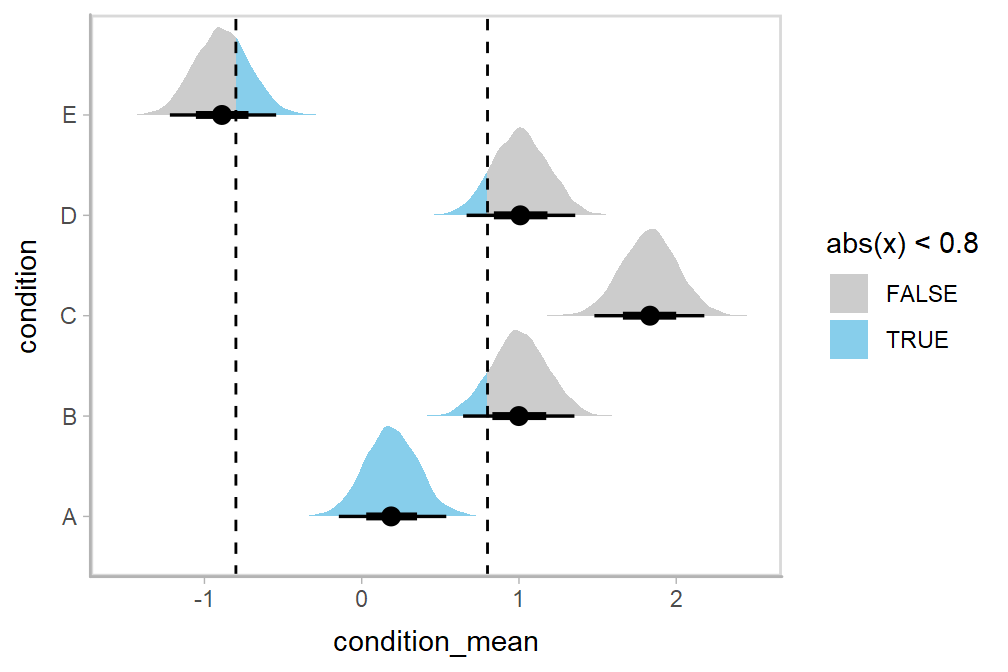 E
D
C
B
A
condition
-1 0 1 2
condition_mean
abs(x) < 0.8
FALSE
TRUE